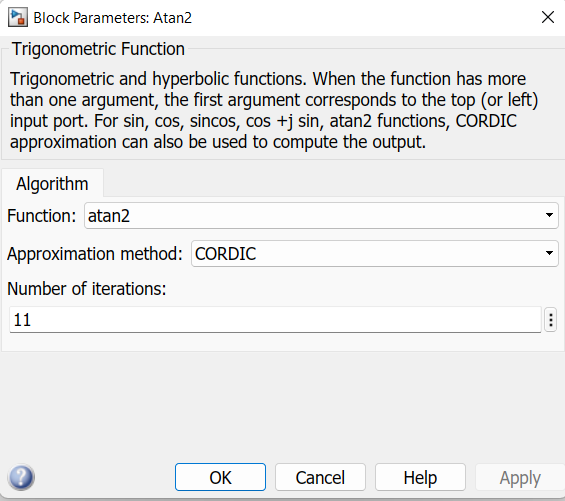 Block Parameters: Atan2
Trigonometric Function
Trigonometric and hyperbolic functions. When the function has more
than one argument, the first argument corresponds to the top (or left)
input port. For sin, cos, sincos, cos +j sin, atan2 functions, CORDIC
approximation can also be used to compute the output.
Algorithm
Function: atan2
Approximation method: CORDIC
Number of iterations:
11
OK Cancel Help Apply